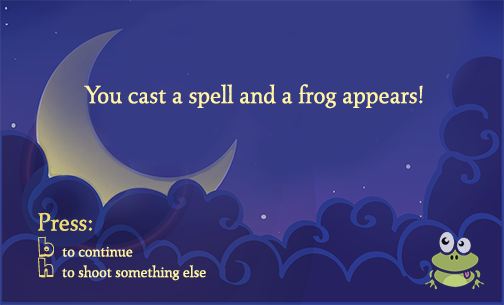 You cast a spell and a frog appears!
Press:
b to continue
h to shoot something else